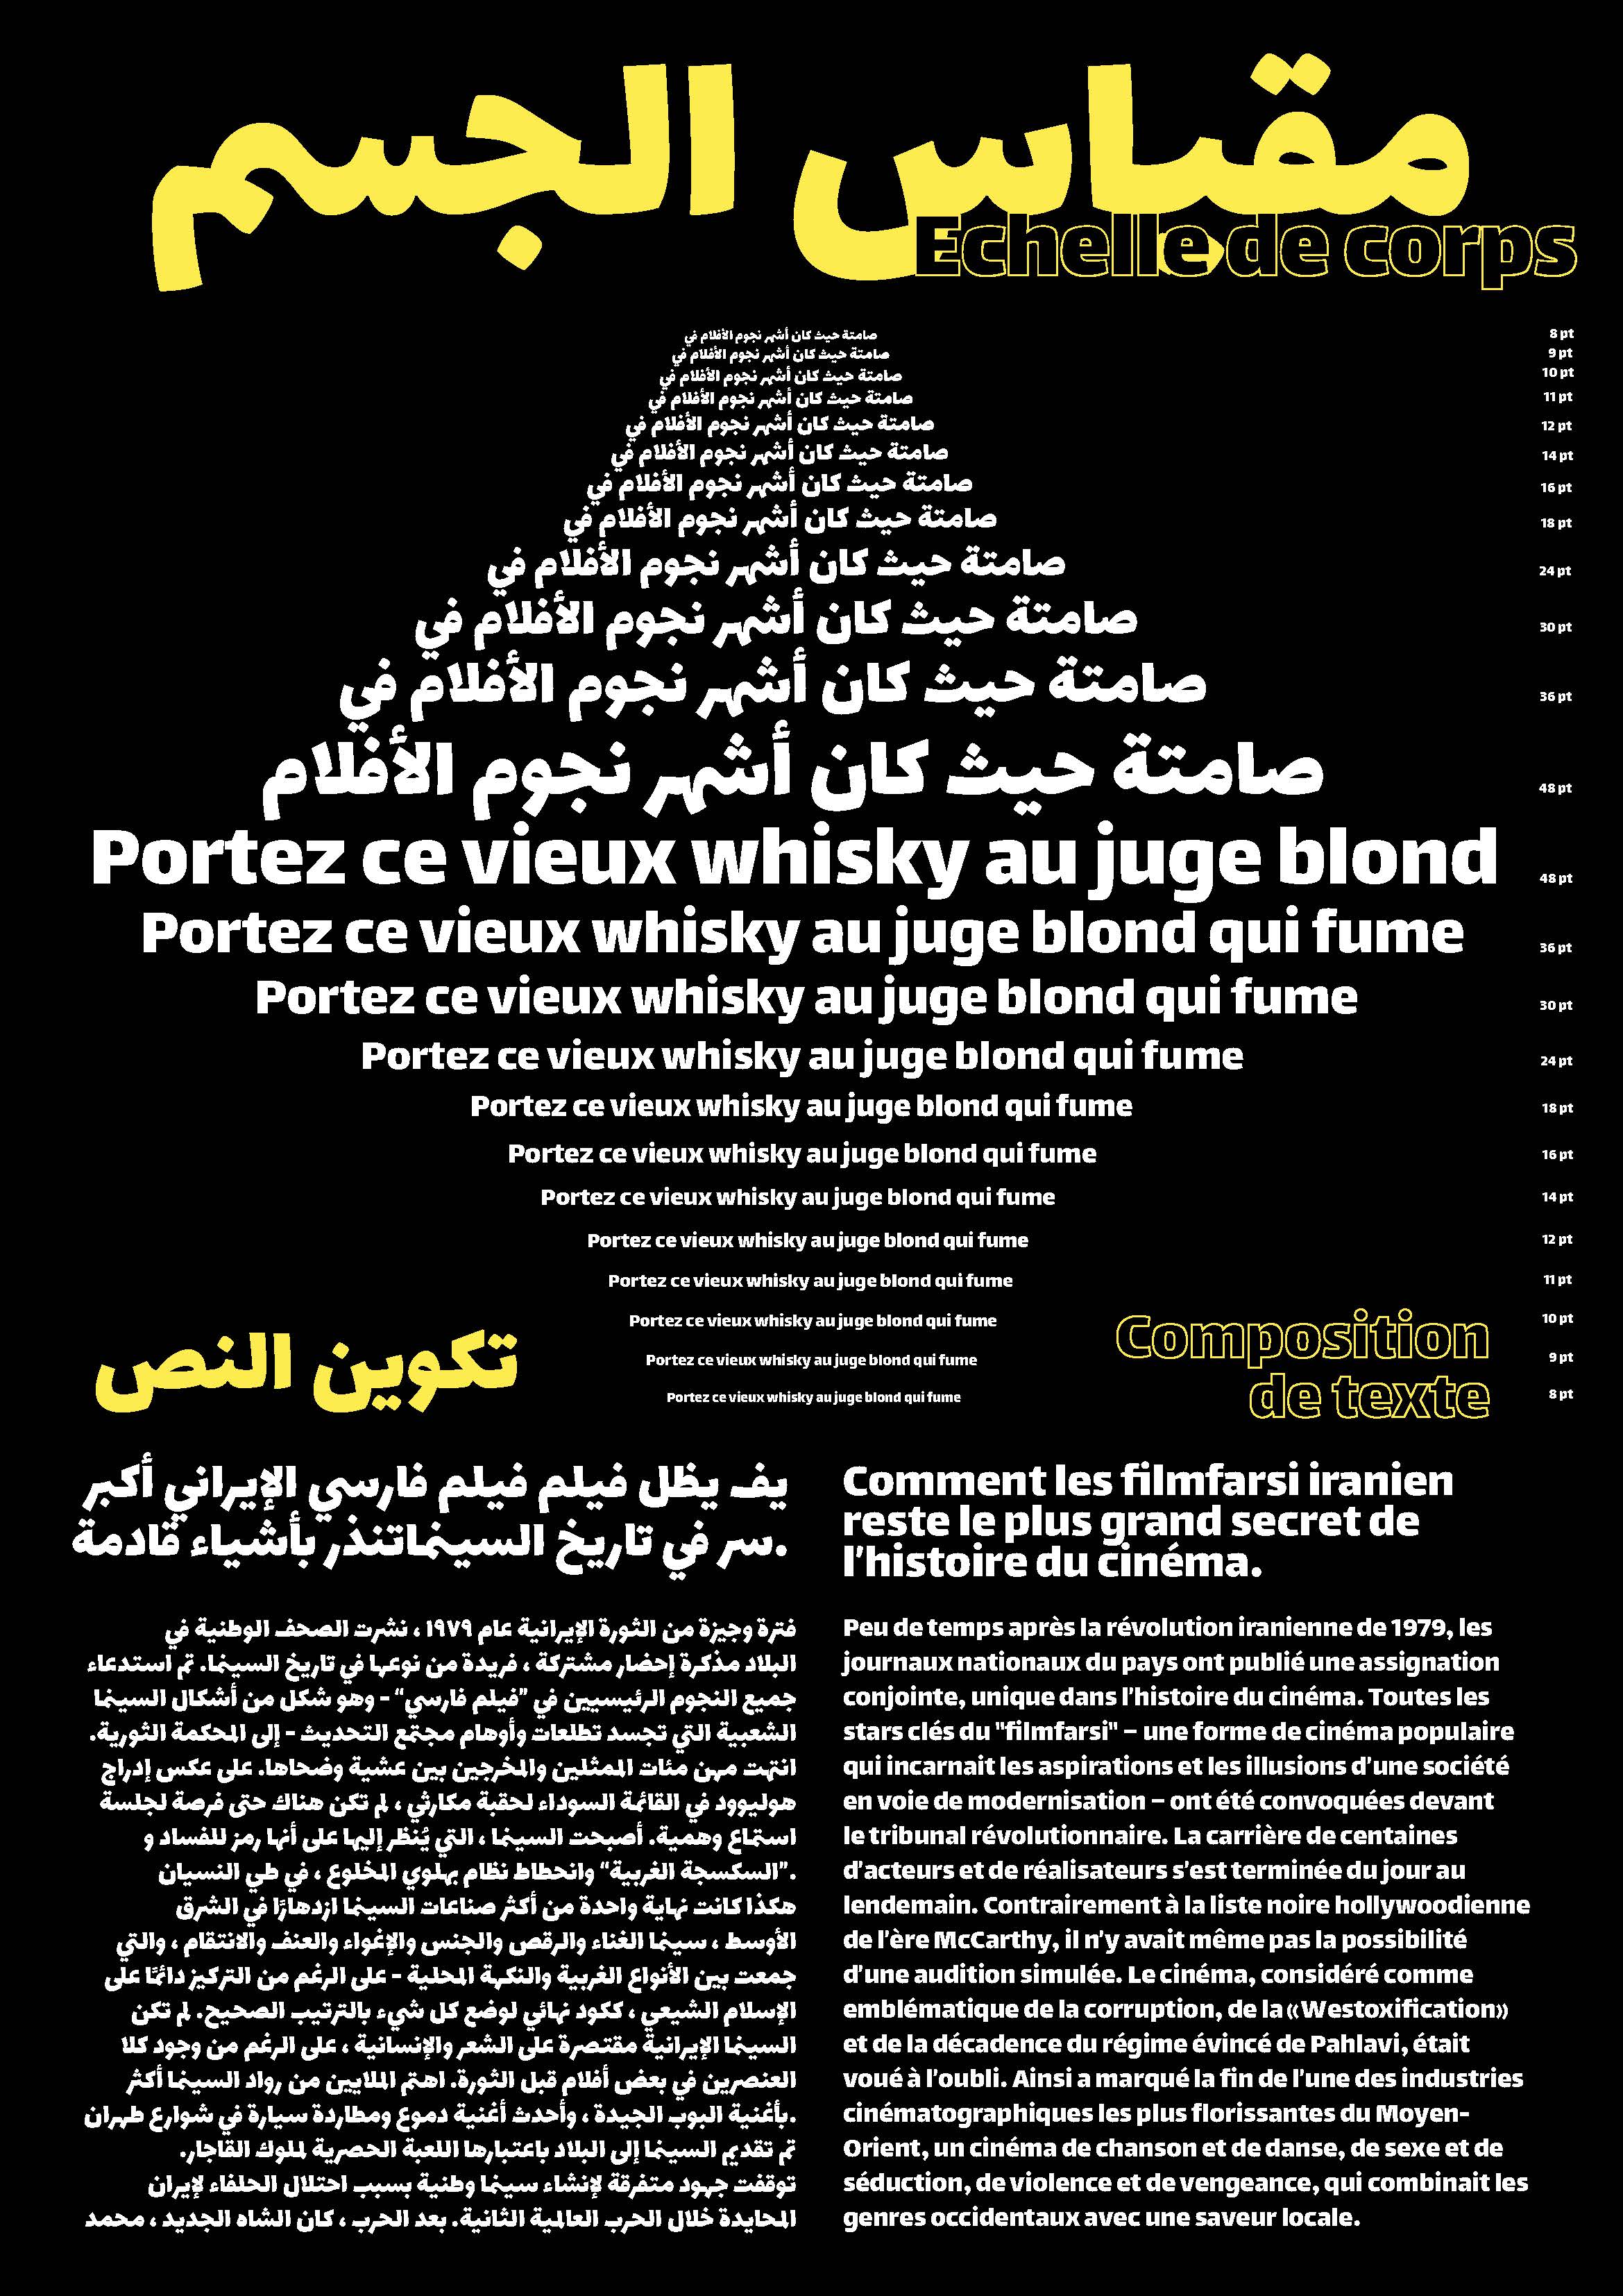 مقياس الجسم
Echelle de corps
صامتة حيث كان أشهر نجوم الأفلام في
8 pt
صامتة حيث كان أشهر نجوم الأفلام في
9 pt
صامتة حيث كان أشهر نجوم الأفلام في
10 pt
صامتة حيث كان أشهر نجوم الأفلام في
11 pt
صامتة حيث كان أشهر نجوم الأفلام في
12 pt
صامتة حيث كان أشهر نجوم الأفلام في
14 pt
صامتة حيث كان أشهر نجوم الأفلام في
16 pt
صامتة حيث كان أشهر نجوم الأفلام في
18 pt
صامتة حيث كان أشهر نجوم الأفلام في
24 pt
صامتة حيث كان أشهر نجوم الأفلام في
30 pt
صامتة حيث كان أشهر نجوم الأفلام في
36 pt
صامتة حيث كان أشهر نجوم الأفلام
48 pt
Portez ce vieux whisky au juge blond
48 pt
Portez ce vieux whisky au juge blond qui fume
36 pt
Portez ce vieux whisky au juge blond qui fume
30 pt
Portez ce vieux whisky au juge blond qui fume
24 pt
Portez ce vieux whisky au juge blond qui fume
18 pt
Portez ce vieux whisky au juge blond qui fume
16 pt
Portez ce vieux whisky au juge blond qui fume
14 pt
Portez ce vieux whisky au juge blond qui fume
12 pt
Portez ce vieux whisky au juge blond qui fume
11 pt
Portez ce vieux whisky au juge blond qui fume
10 pt
Portez ce vieux whisky au juge blond qui fume
9 pt
Portez ce vieux whisky au juge blond qui fume
8 pt
تكوين النص
Composition
de texte
يف يظل فيلم فيلم فارسي الإيراني أكبر
.سر في تاريخ السينماتنذر بأشياء قادمة
فترة وجيزة من الثورة الإيرانية عام ١٩٧٩ ، نشرت الصحف الوطنية في
البلاد مذكرة إحضار مشتركة ، فريدة من نوعها في تاريخ السينما. تم استدعاء
جميع النجوم الرئيسيين في ”فيلم فارسي“ - وهو شكل من أشكال السينما
الشعبية التي تجسد تطلعات وأوهام مجتمع التحديث - إلى المحكمة الثورية.
انتهت مهن مئات الممثلين والمخرجين بين عشية وضحاها. على عكس إدراج
هوليوود في القائمة السوداء لحقبة مكارثي ، لم تكن هناك حتى فرصة لجلسة
استماع وهمية. أصبحت السينما ، التي يُنظر إليها على أنها رمز للفساد و
.”السكسجة الغربية“ وانحطاط نظام بهلوي المخلوع ، في طي النسيان
هكذا كانت نهاية واحدة من أكثر صناعات السينما ازدهارًا في الشرق
الأوسط ، سينما الغناء والرقص والجنس والإغواء والعنف والانتقام ، والتي
جمعت بين الأنواع الغربية والنكهة المحلية - على الرغم من التركيز دائمًا على
الإسلام الشيعي ، ككود نهائي لوضع كل شيء بالترتيب الصحيح. لم تكن
السينما الإيرانية مقتصرة على الشعر والإنسانية ، على الرغم من وجود كلا
العنصرين في بعض أفلام قبل الثورة. اهتم الملايين من رواد السينما أكثر
.بأغنية البوب الجيدة ، وأحدث أغنية دموع ومطاردة سيارة في شوارع طهران
تم تقديم السينما إلى البلاد باعتبارها اللعبة الحصرية لملوك القاجار.
توقفت جهود متفرقة لإنشاء سينما وطنية بسبب احتلال الحلفاء لإيران
المحايدة خلال الحرب العالمية الثانية. بعد الحرب ، كان الشاه الجديد ، محمد
Comment les filmfarsi iranien
reste le plus grand secret de
l'histoire du cinéma.
Peu de temps après la révolution iranienne de 1979, les
journaux nationaux du pays ont publié une assignation
conjointe, unique dans l'histoire du cinéma. Toutes les
stars clés du "filmfarsi" – une forme de cinéma populaire
qui incarnait les aspirations et les illusions d'une société
en voie de modernisation – ont été convoquées devant
le tribunal révolutionnaire. La carrière de centaines
d'acteurs et de réalisateurs s'est terminée du jour au
lendemain. Contrairement à la liste noire hollywoodienne
de l'ère McCarthy, il n'y avait même pas la possibilité
d'une audition simulée. Le cinéma, considéré comme
emblématique de la corruption, de la «Westoxification»
et de la décadence du régime évincé de Pahlavi, était
voué à l'oubli. Ainsi a marqué la fin de l'une des industries
cinématographiques les plus florissantes du Moyen-
Orient, un cinéma de chanson et de danse, de sexe et de
séduction, de violence et de vengeance, qui combinait les
genres occidentaux avec une saveur locale.